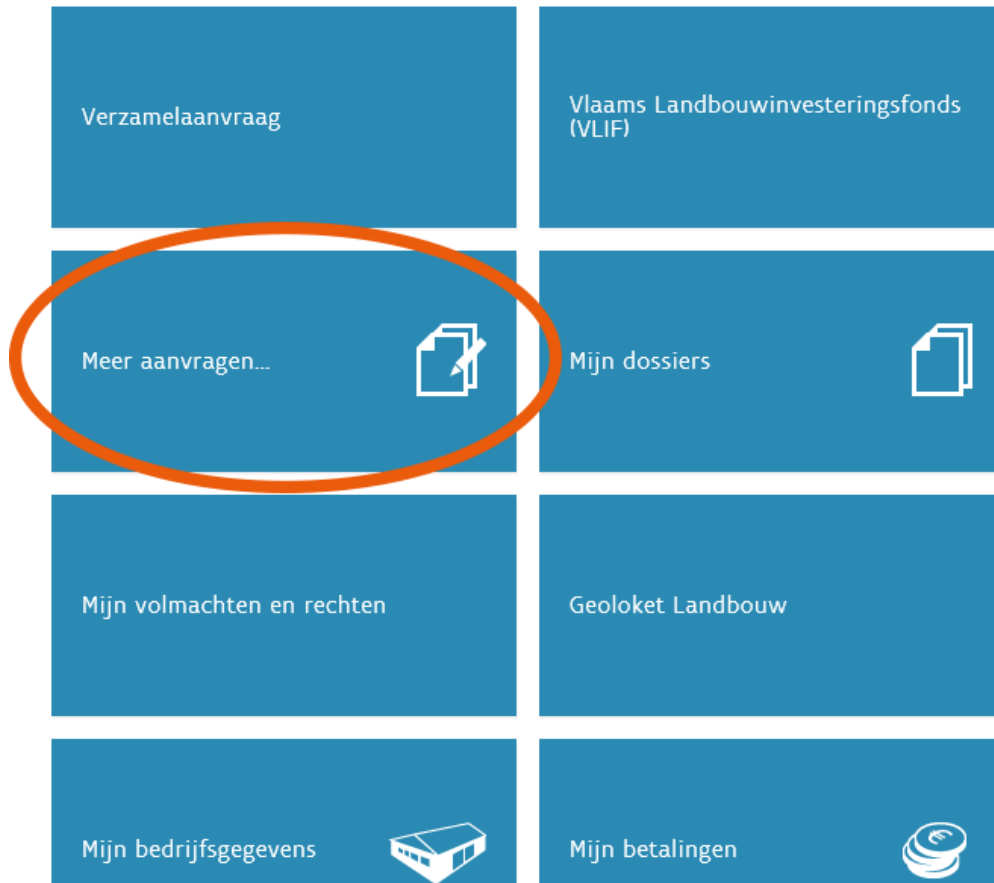 Verzamelaanvraag
Vlaams Landbouwinvesteringsfonds
(VLIF)
Meer aanvragen...
Mijn dossiers
Mijn volmachten en rechten
Geoloket Landbouw
Mijn bedrijfsgegevens
Mijn betalingen